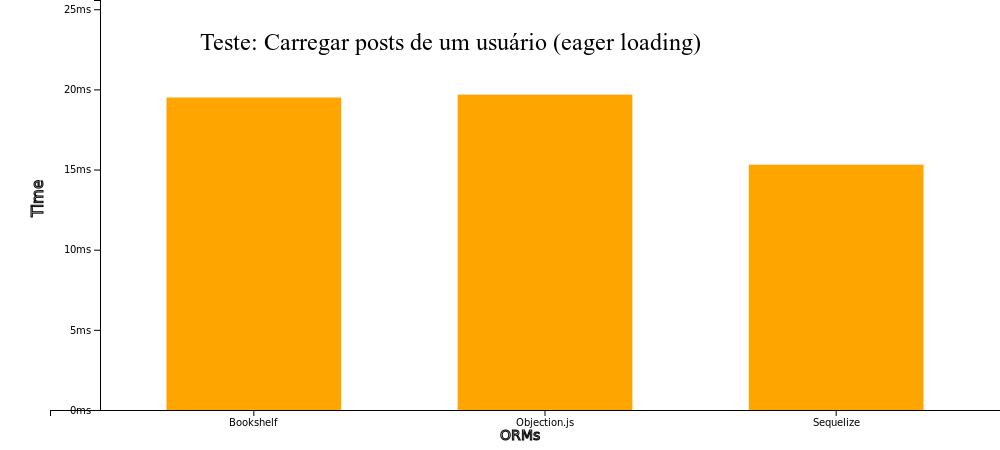 25ms
Teste: Carregar posts de um usuário (eager loading)
20ms
15ms
Time
10ms
5ms
0ms
Bookshelf Objection.js Sequelize
ORMs